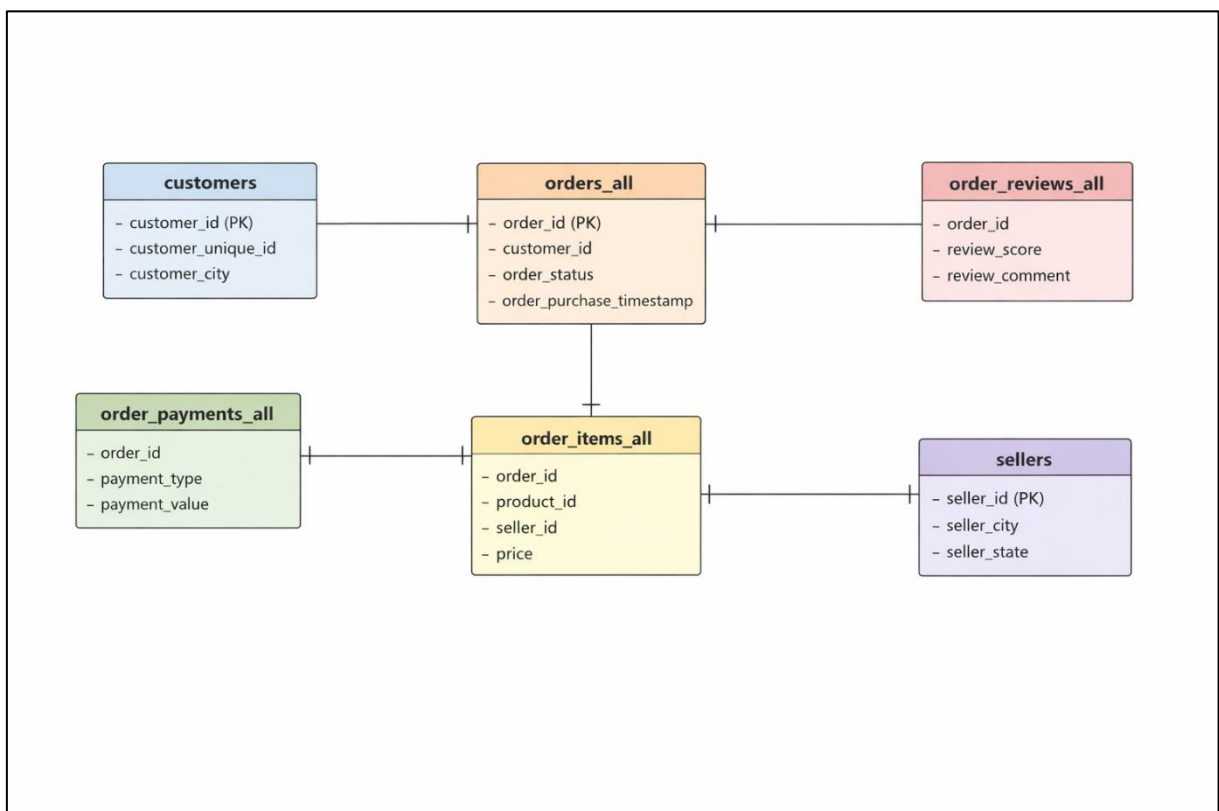 customers
- customer_id (PK)
- customer_unique_id
- customer_city
orders_all
- order_id (PK)
- customer_id
- order_status
- order_purchase_timestamp
order_reviews_all
- order_id
- review_score
- review_comment
order_payments_all
- order_id
- payment_type
- payment_value
order_items_all
- order_id
- product_id
- seller_id
- price
sellers
- seller_id (PK)
- seller_city
- seller_state